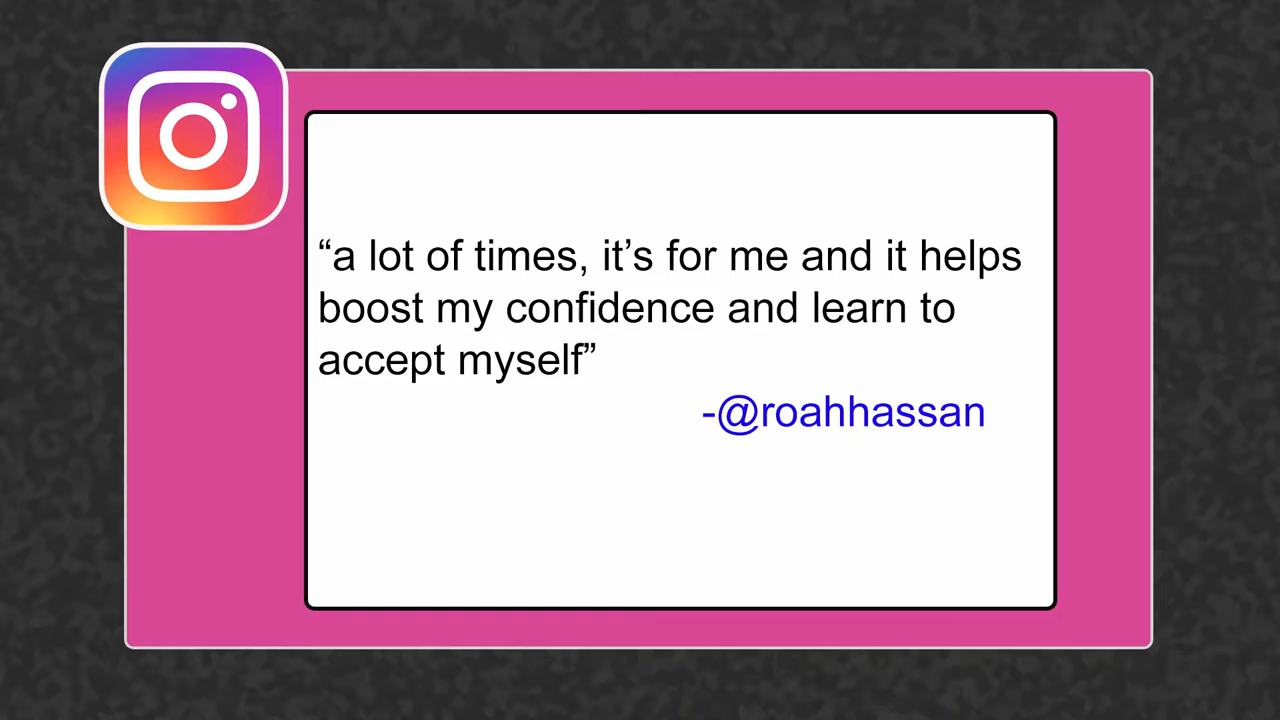 “a lot of times, it’s for me and it helps
boost my confidence and learn to
accept myself”
-@roahhassan